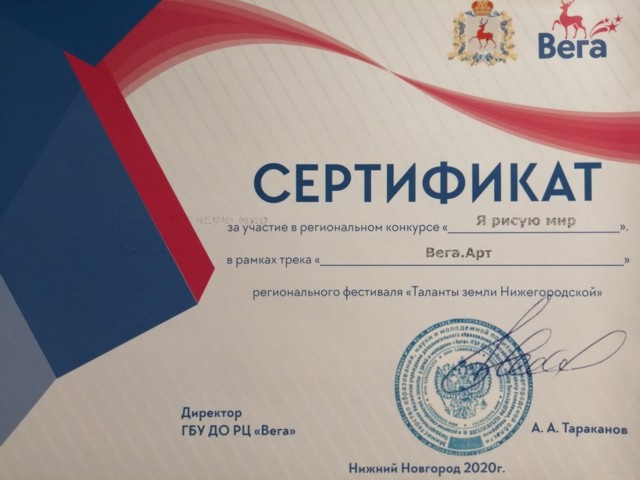 Вега
СЕРТИФИКАТ
за участие в региональном конкурсе «Я рисую мир»,
в рамках трека «Вега.Арт»
регионального фестиваля «Таланты земли Нижегородской»
Директор
ГБУ ДО РЦ «Вега»
А. А. Тараканов
Нижний Новгород 2020г.